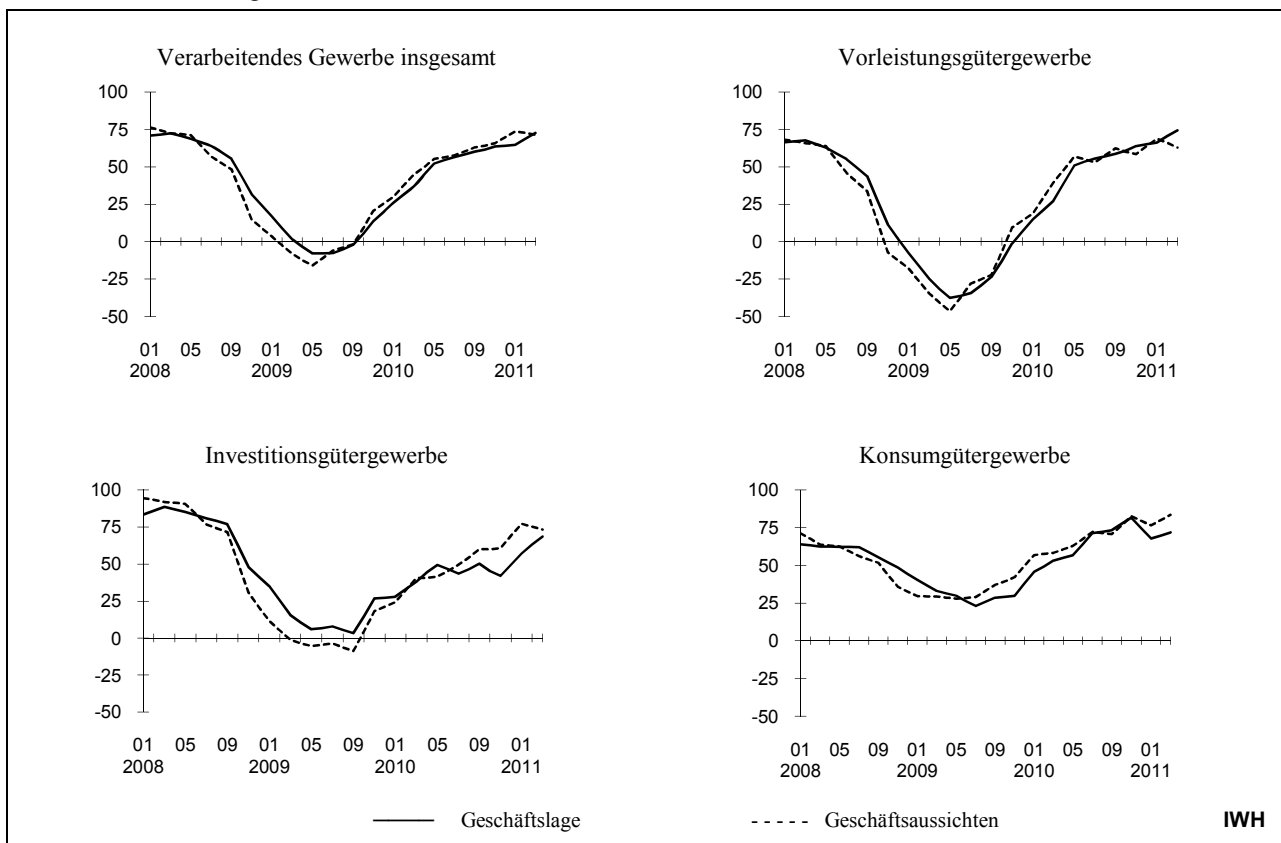 Verarbeitendes Gewerbe insgesamt
100
75
50
25
0
-25
-50
01 05 09 01 05 09 01 05 09 01
2008 2009 2010 2011
Vorleistungsgütergewerbe
100
75
50
25
0
-25
-50
01 05 09 01 05 09 01 05 09 01
2008 2009 2010 2011
Investitionsgütergewerbe
100
75
50
25
0
-25
-50
01 05 09 01 05 09 01 05 09 01
2008 2009 2010 2011
Konsumgütergewerbe
100
75
50
25
0
-25
-50
01 05 09 01 05 09 01 05 09 01
2008 2009 2010 2011
Geschäftslage Geschäftsaussichten IWH